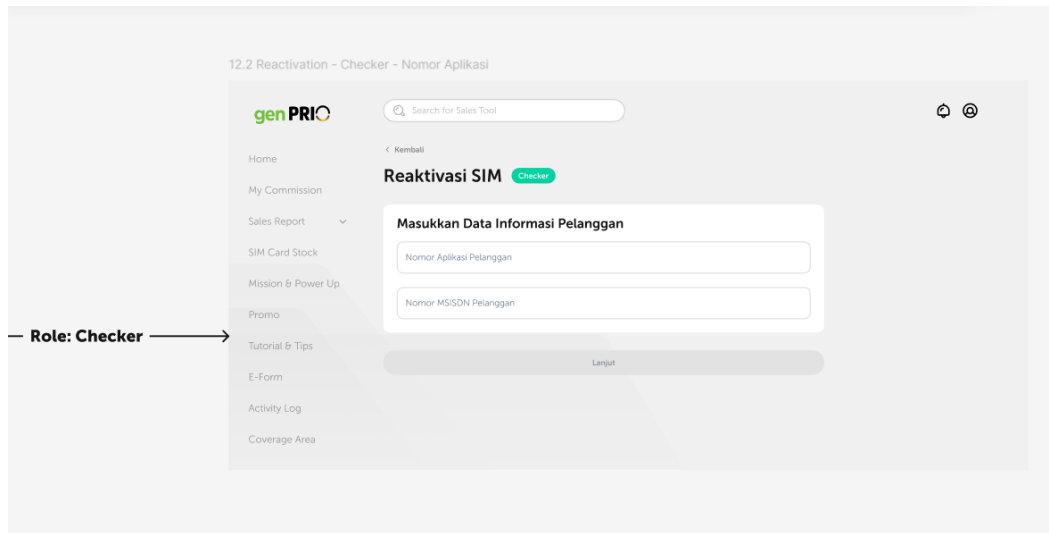 12.2 Reactivation - Checker - Nomor Aplikasi
gen PRIO
Search for Sales Tool
Kembali
Reaktivasi SIM
Checker
Home
My Commission
Sales Report
SIM Card Stock
Mission & Power Up
Promo
Tutorial & Tips
E-Form
Activity Log
Coverage Area
Masukkan Data Informasi Pelanggan
Nomor Aplikasi Pelanggan
Nomor MSISDN Pelanggan
Lanjut
Role: Checker